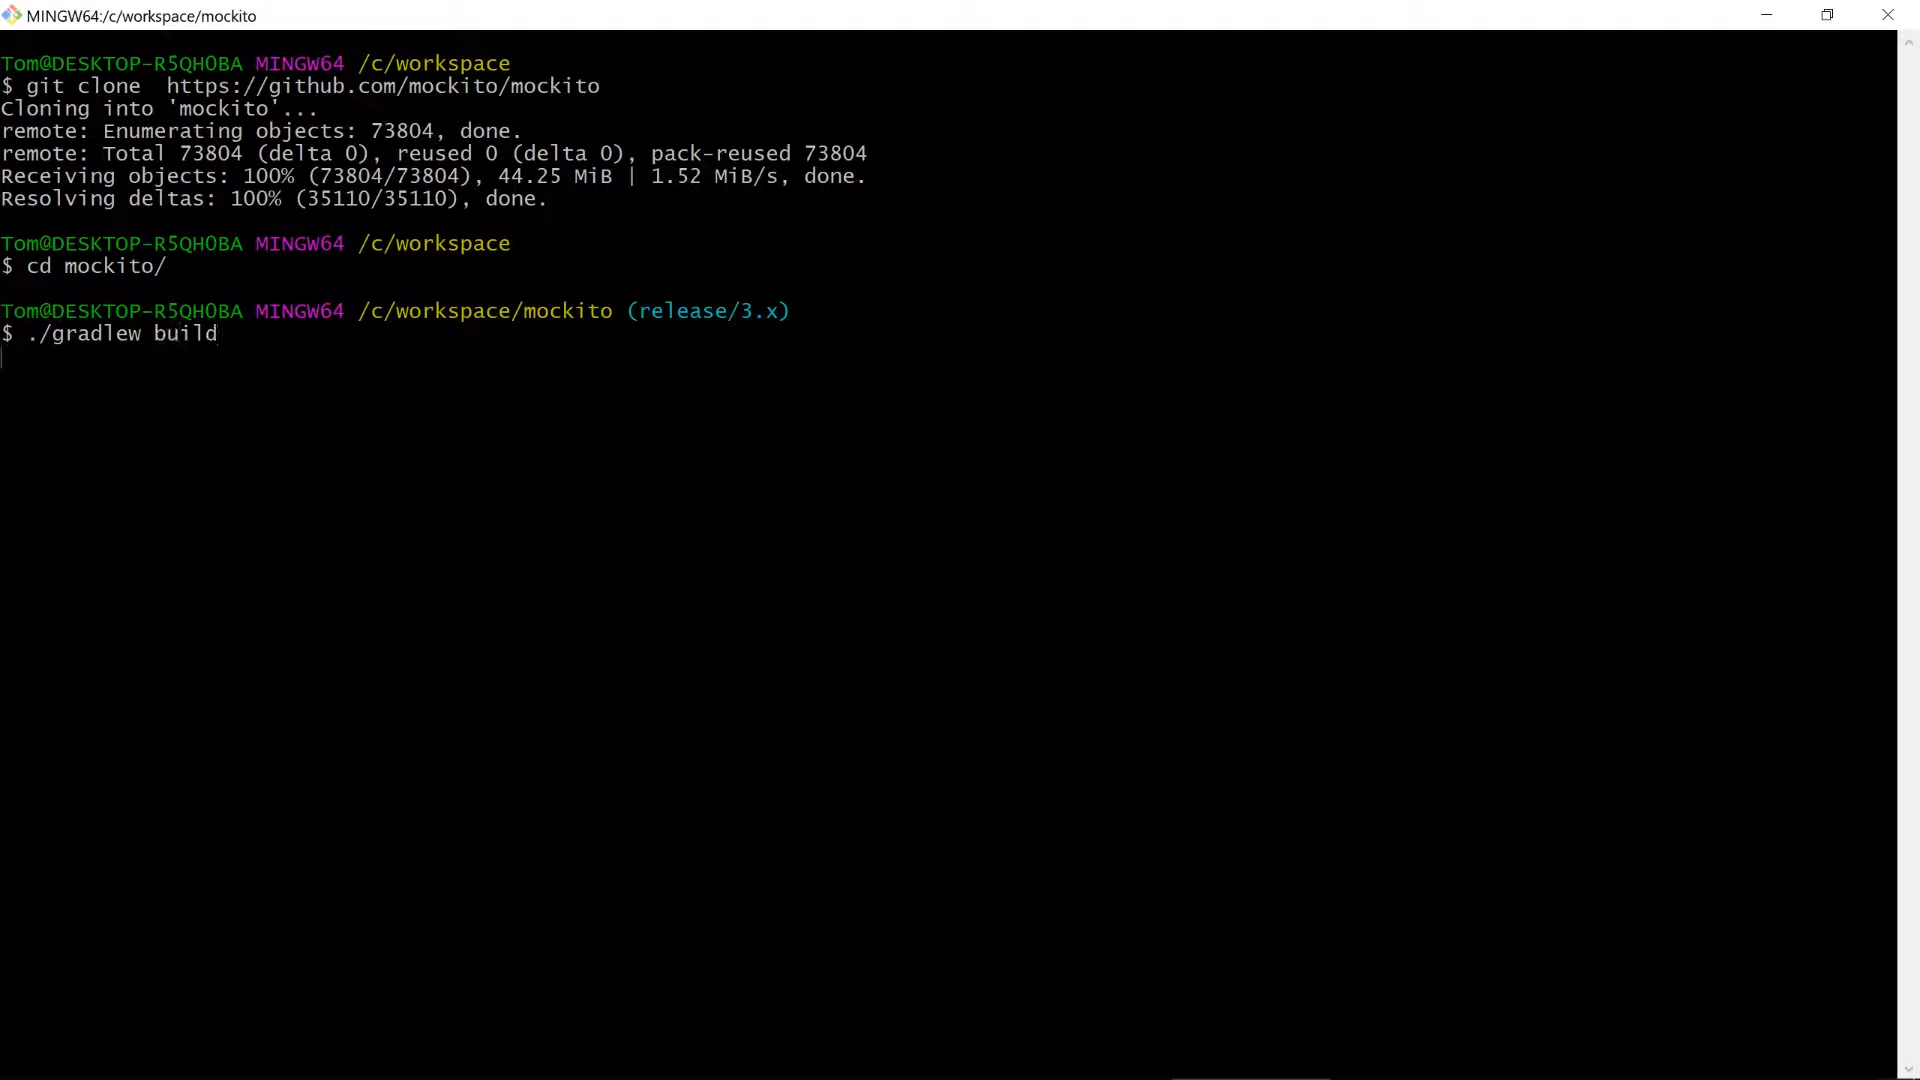 MINGW64:/c/workspace/mockito
Tom@DESKTOP-R5QH0BA MINGW64 /c/workspace
$ git clone  https://github.com/mockito/mockito
Cloning into 'mockito'...
remote: Enumerating objects: 73804, done.
remote: Total 73804 (delta 0), reused 0 (delta 0), pack-reused 73804
Receiving objects: 100% (73804/73804), 44.25 MiB | 1.52 MiB/s, done.
Resolving deltas: 100% (35110/35110), done.
Tom@DESKTOP-R5QH0BA MINGW64 /c/workspace
$ cd mockito/
Tom@DESKTOP-R5QH0BA MINGW64 /c/workspace/mockito (release/3.x)
$ ./gradlew build